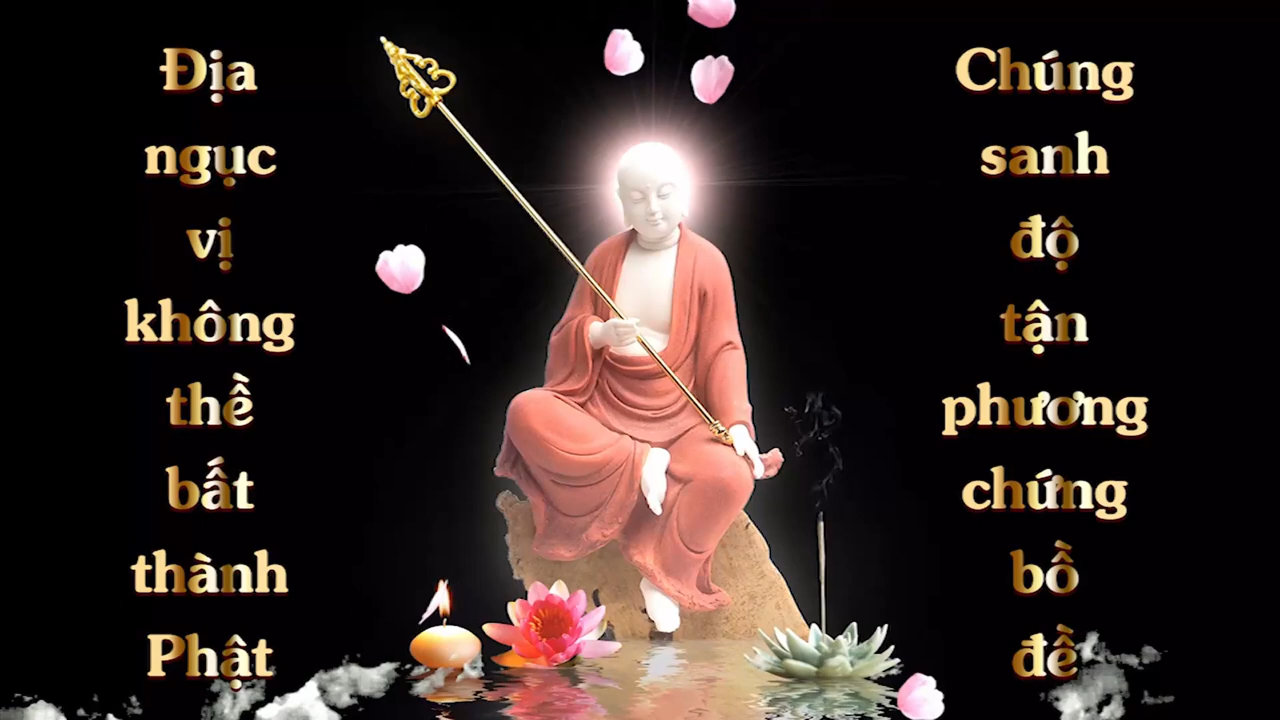 Địa
ngục
vị
không
thề
bất
thành
Phật
Chúng
sanh
độ
tận
phương
chứng
bồ
đề